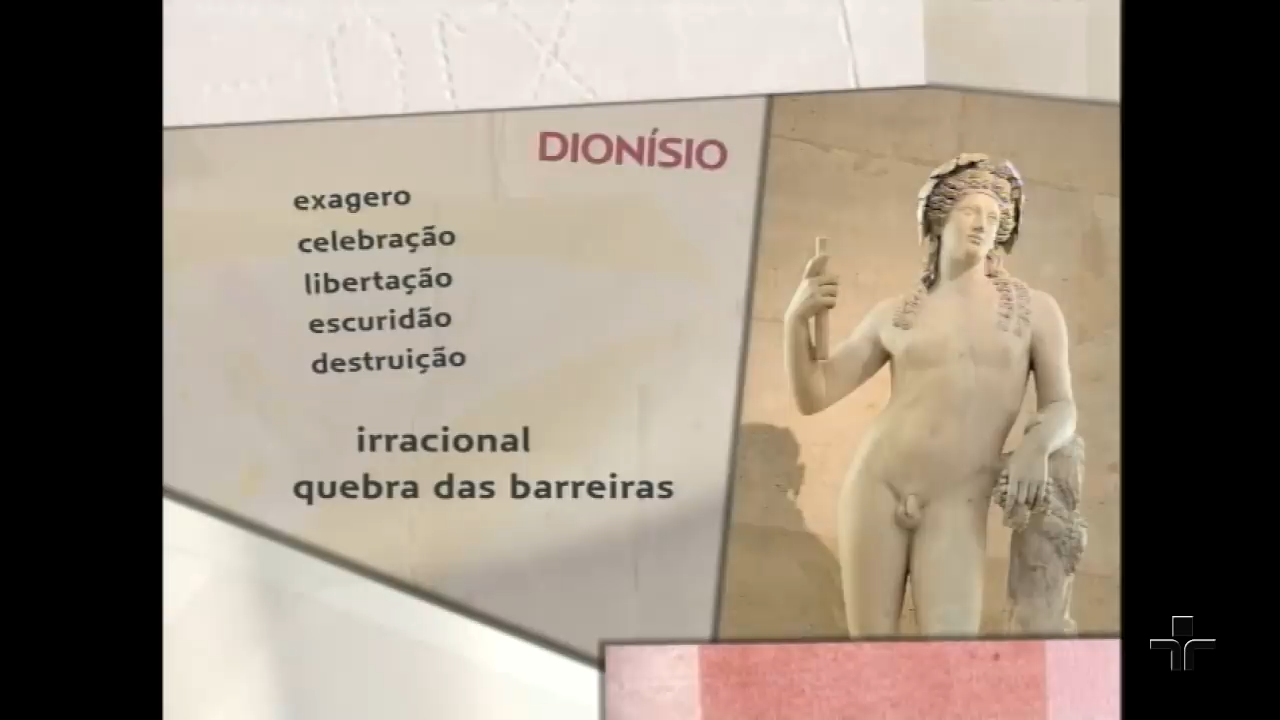 DIONÍSIO
exagero
celebração
libertação
escuridão
destruição
irracional
quebra das barreiras